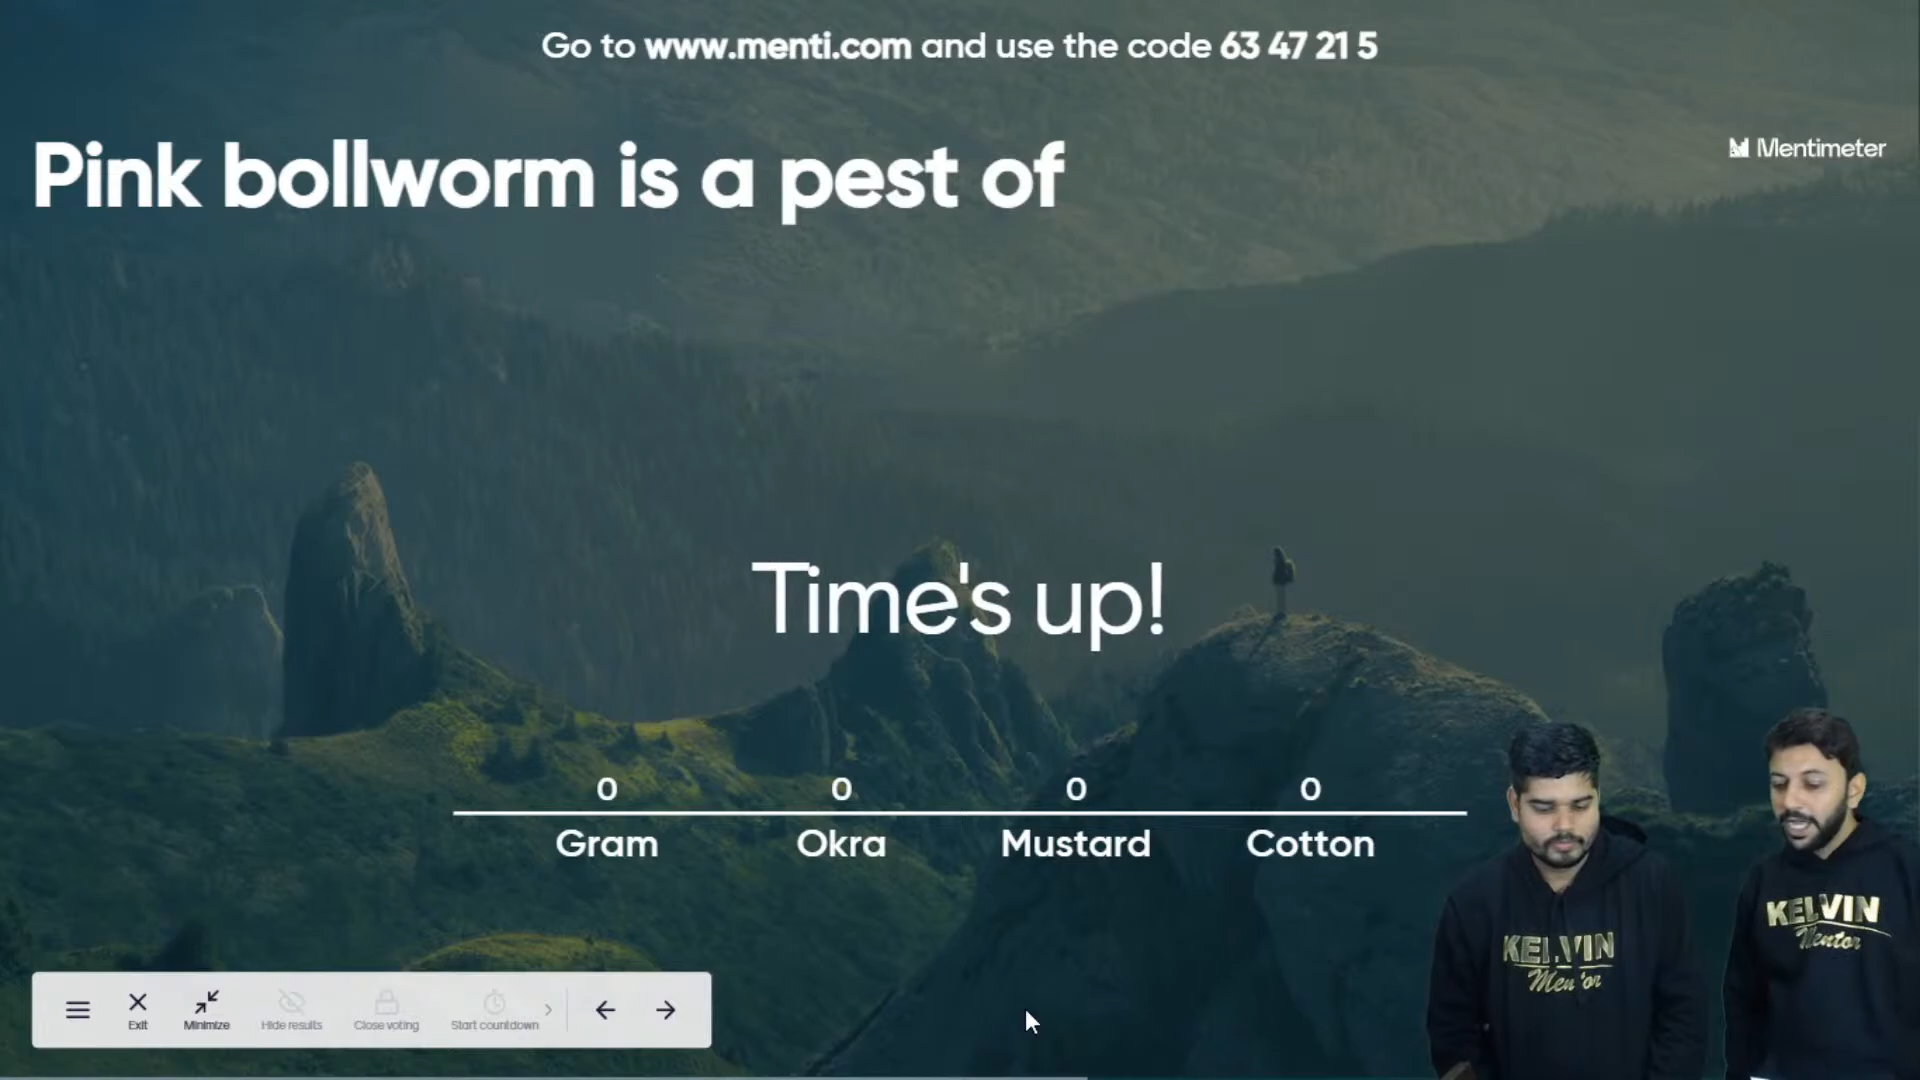 Go to www.menti.com and use the code 63 47 21 5
Pink bollworm is a pest of
Mentimeter
Time's up!
0 0 0 0
Gram Okra Mustard Cotton
KELVIN
Mentor
KELVIN
Mentor
Exit Minimize Hide results Close voting Start countdown